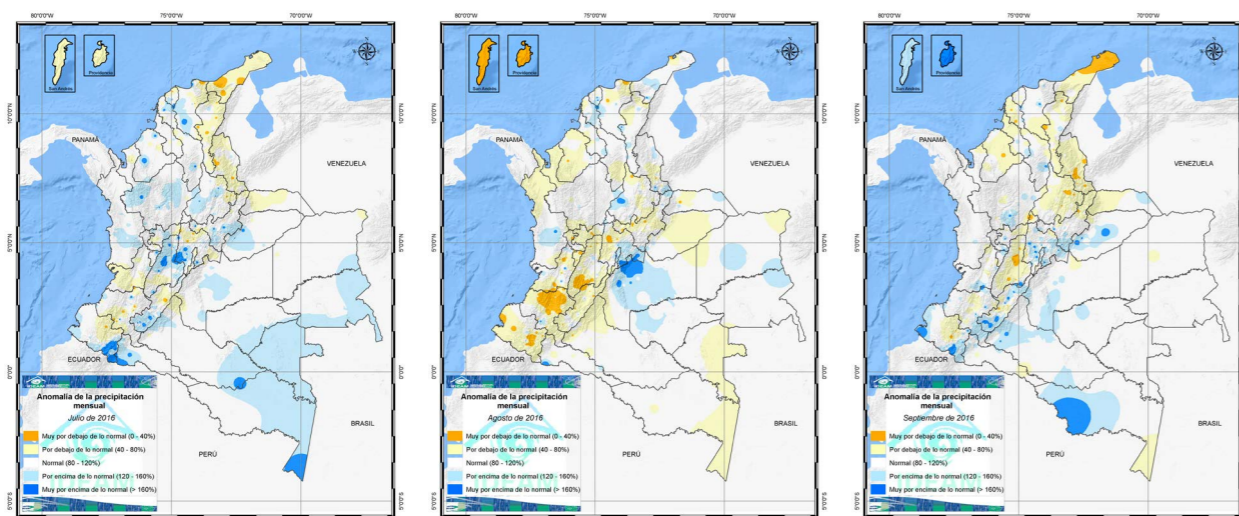 80°0'0"W 75°0'0"W 70°0'0"W
San Andrés
Providencia
10°0'0"N
PANAMÁ
VENEZUELA
5°0'0"N
ECUADOR
0°0'0"
Anomalía de la precipitación
mensual
Julio de 2016
Muy por debajo de lo normal (0 - 40%)
Por debajo de lo normal (40 - 80%)
Normal (80 - 120%)
Por encima de lo normal (120 - 160%)
Muy por encima de lo normal (> 160%)
BRASIL
PERÚ
5°0'0"S
80°0'0"W 75°0'0"W 70°0'0"W
San Andrés
Providencia
10°0'0"N
PANAMÁ
VENEZUELA
5°0'0"N
ECUADOR
0°0'0"
Anomalía de la precipitación
mensual
Agosto de 2016
Muy por debajo de lo normal (0 - 40%)
Por debajo de lo normal (40 - 80%)
Normal (80 - 120%)
Por encima de lo normal (120 - 160%)
Muy por encima de lo normal (> 160%)
BRASIL
PERÚ
5°0'0"S
80°0'0"W 75°0'0"W 70°0'0"W
San Andrés
Providencia
10°0'0"N
PANAMÁ
VENEZUELA
5°0'0"N
ECUADOR
0°0'0"
Anomalía de la precipitación
mensual
Septiembre de 2016
Muy por debajo de lo normal (0 - 40%)
Por debajo de lo normal (40 - 80%)
Normal (80 - 120%)
Por encima de lo normal (120 - 160%)
Muy por encima de lo normal (> 160%)
BRASIL
PERÚ
5°0'0"S